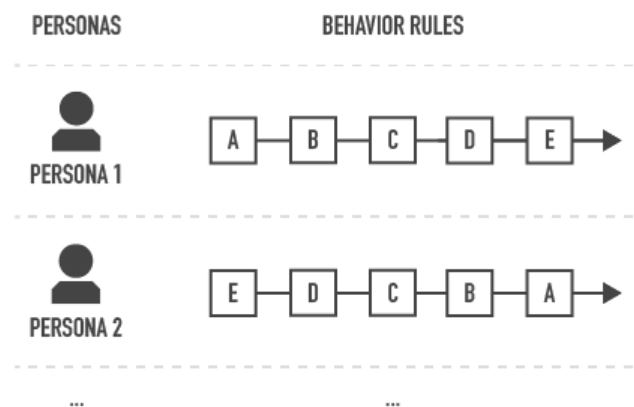 PERSONAS BEHAVIOR RULES
A B C D E
PERSONA 1
E D C B A
PERSONA 2
... ...